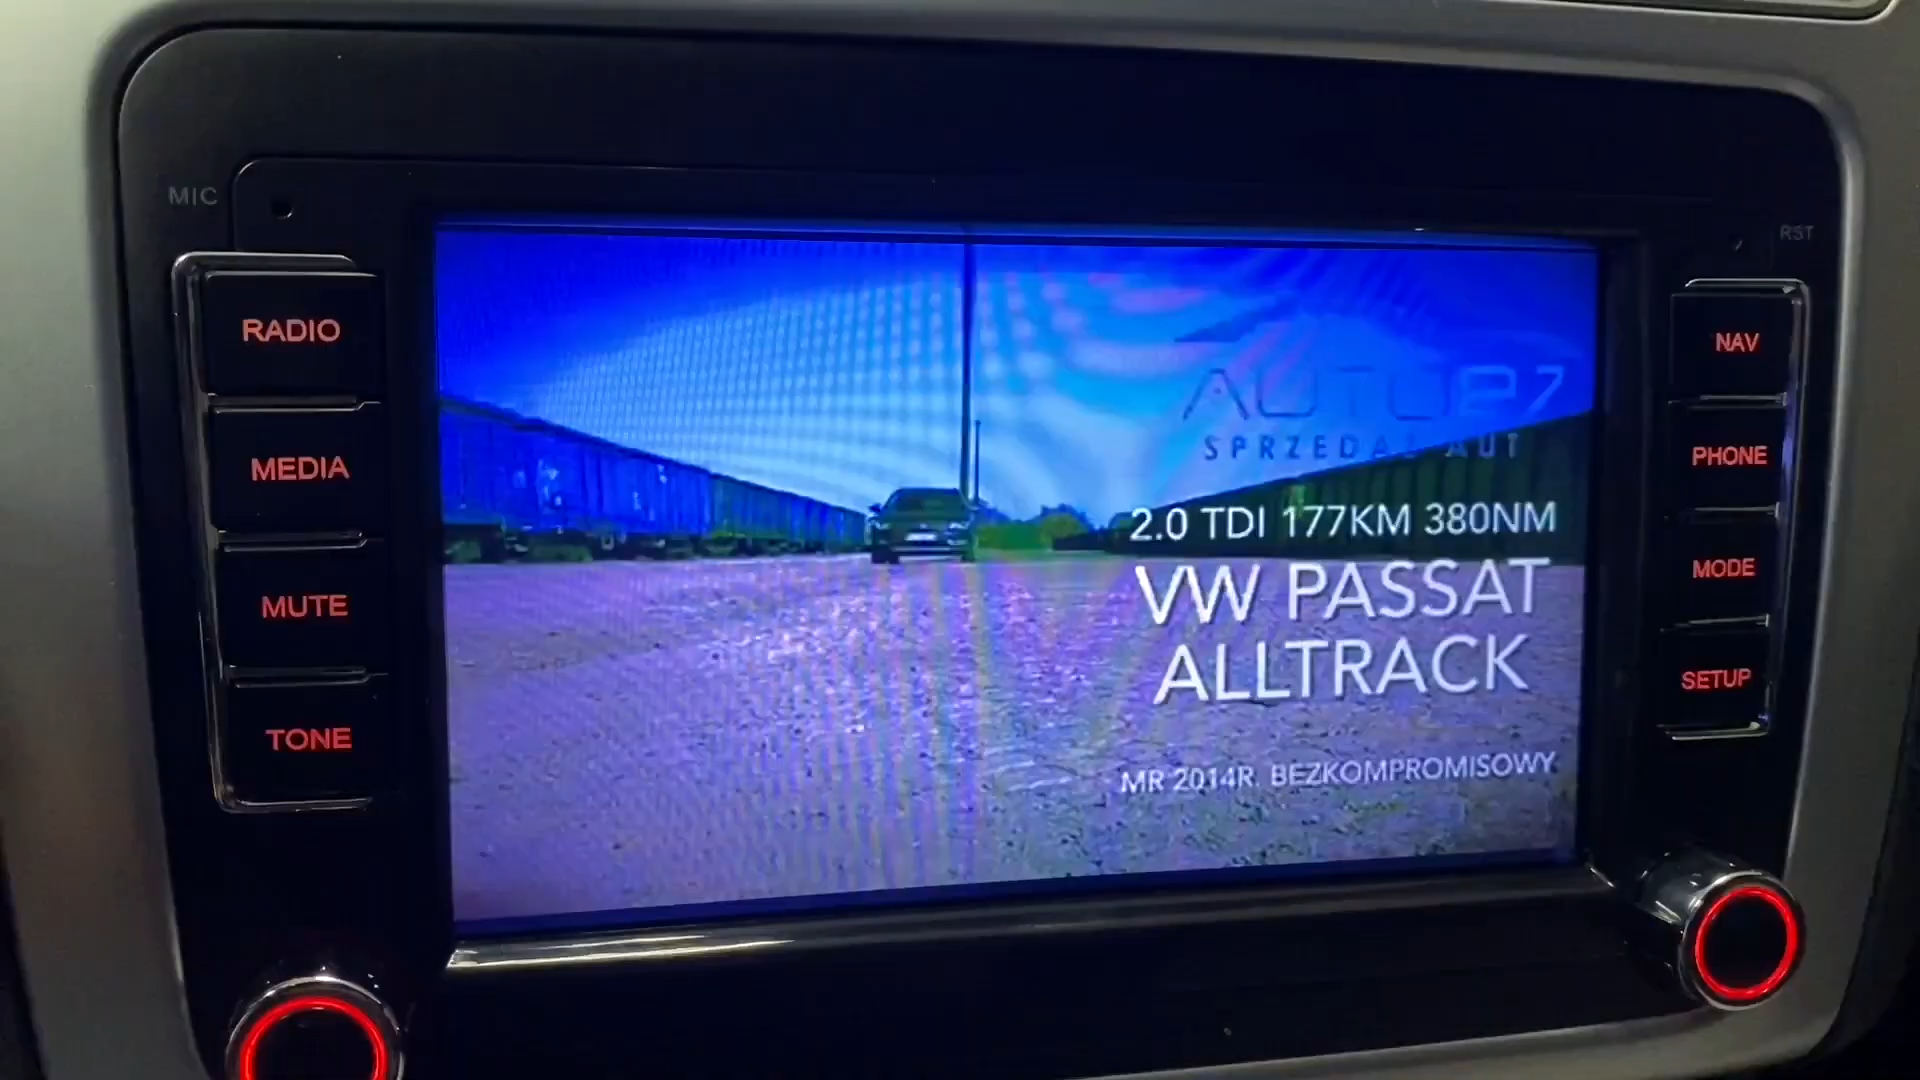 MIC
RST
RADIO
MEDIA
MUTE
TONE
AUTO27
SPRZEDAŻ AUT
2.0 TDI 177KM 380NM
VW PASSAT
ALLTRACK
MR 2014R. BEZKOMPROMISOWY
NAV
PHONE
MODE
SETUP